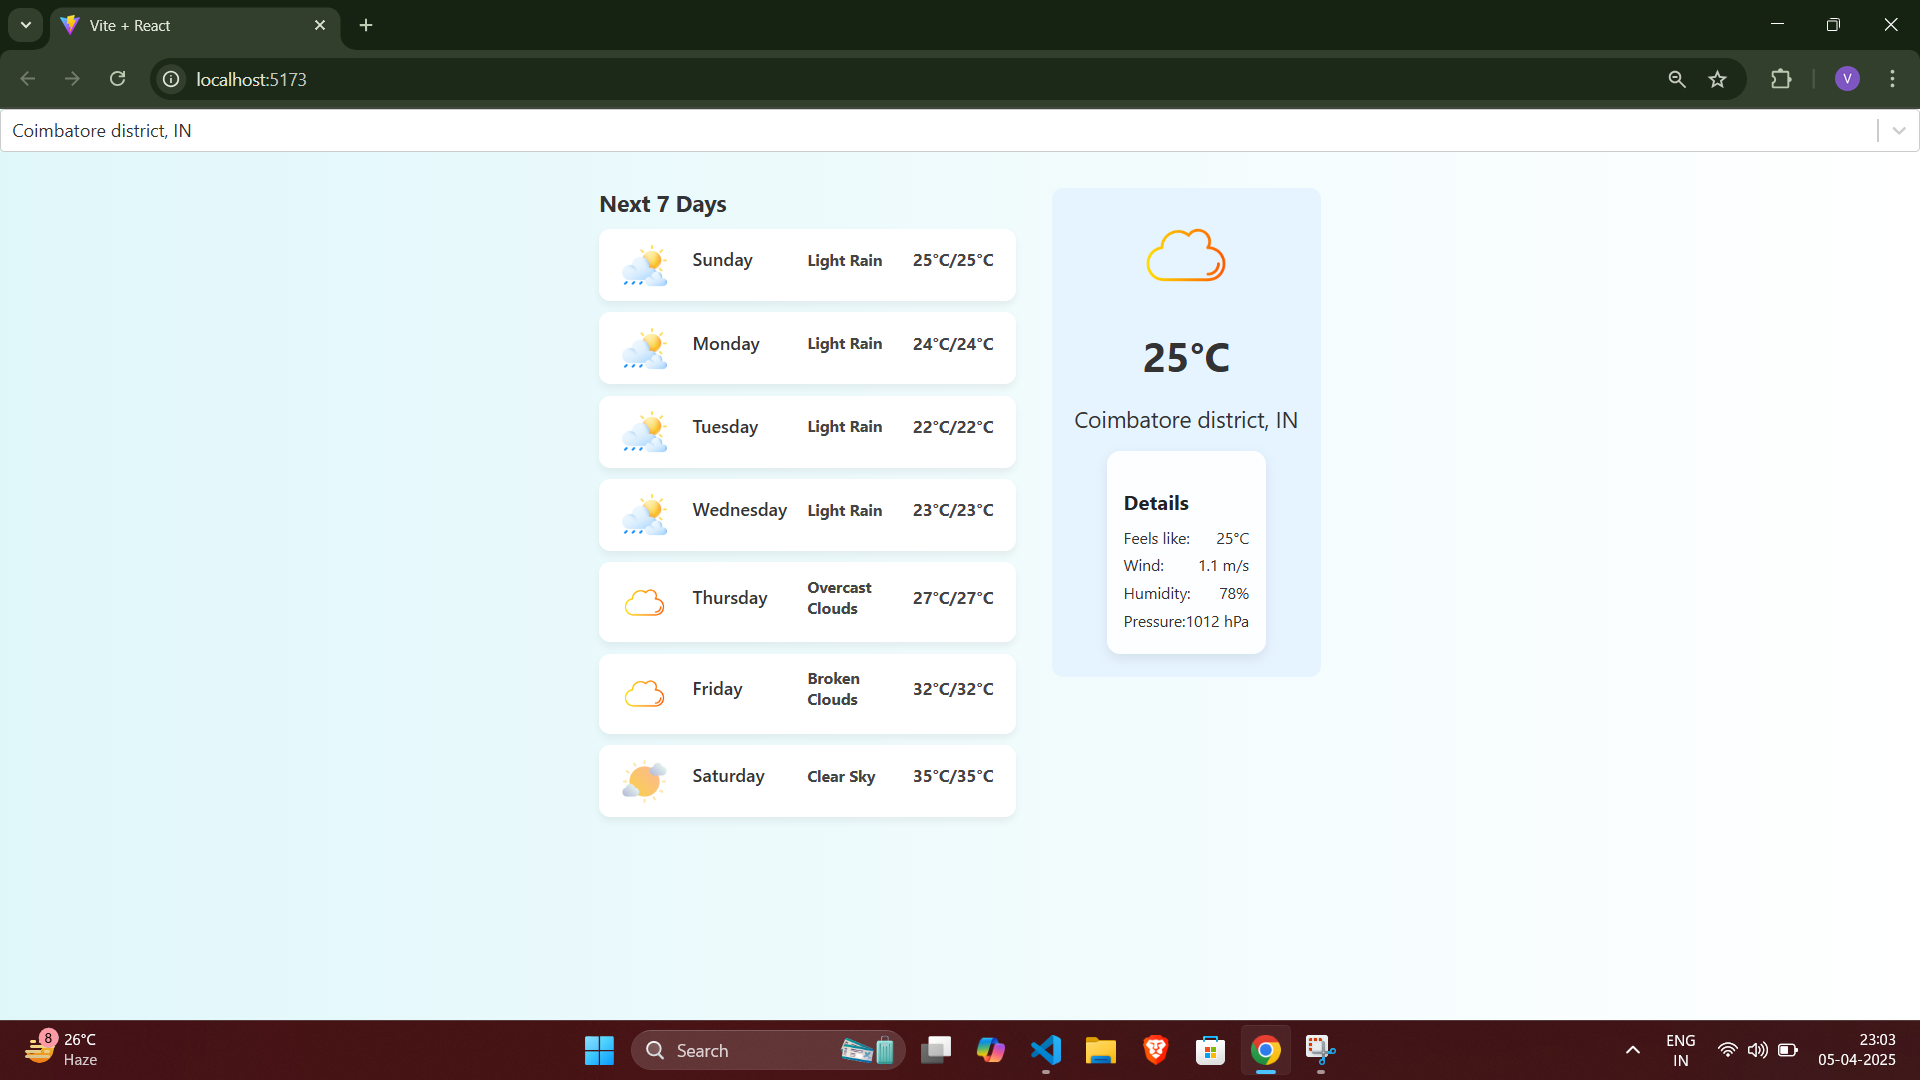 Vite + React
localhost:5173
V
Coimbatore district, IN
Next 7 Days
Sunday Light Rain 25°C/25°C
Monday Light Rain 24°C/24°C
Tuesday Light Rain 22°C/22°C
Wednesday Light Rain 23°C/23°C
Thursday Overcast Clouds 27°C/27°C
Friday Broken Clouds 32°C/32°C
Saturday Clear Sky 35°C/35°C
25°C
Coimbatore district, IN
Details
Feels like: 25°C
Wind: 1.1 m/s
Humidity: 78%
Pressure:1012 hPa
8
26°C
Haze
Search
ENG
IN
23:03
05-04-2025